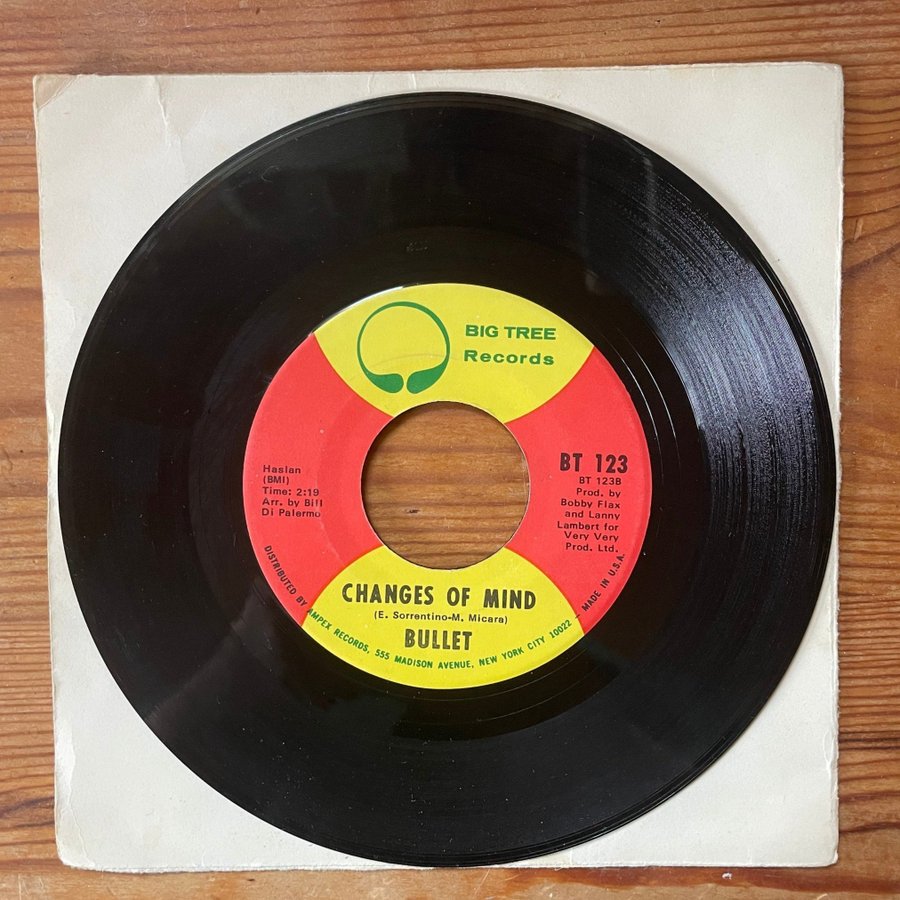 BIG TREE
Records
Haslan
(BMI)
Time: 2:19
Arr. by Bill
Di Palermo
BT 123
BT 123B
Prod. by
Bobby Flax
and Lanny
Lambert for
Very Very
Prod. Ltd.
CHANGES OF MIND
(E. Sorrentino-M. Micara)
BULLET
DISTRIBUTED BY AMPEX RECORDS, 555 MADISON AVENUE, NEW YORK CITY 10022 – MADE IN U.S.A.